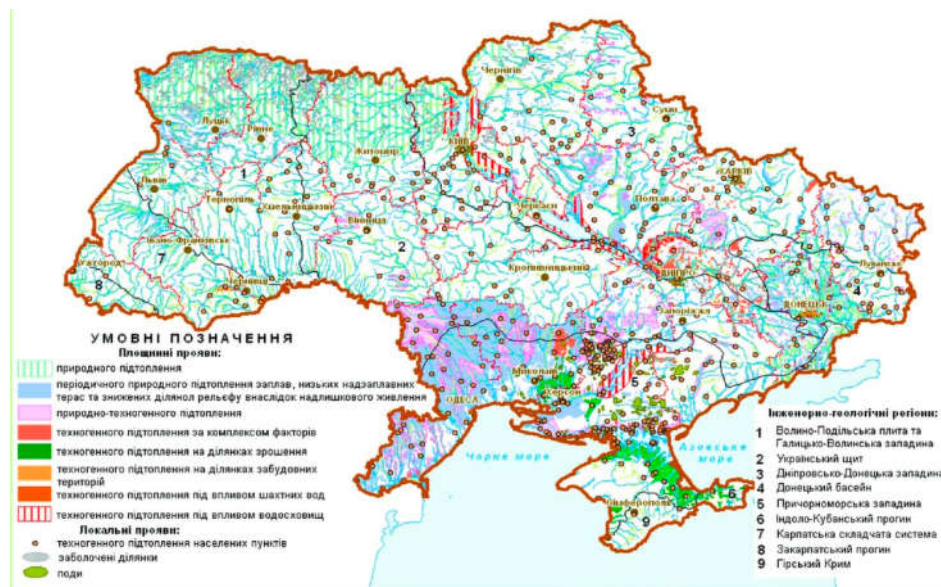 Чернігів
Суми
Луцьк
Рівне
КИЇВ
3
Житомир
ХАРКІВ
1
Львів
Полтава
Тернопіль
Хмельницький
Черкаси
Вінниця
2
Івано-Франківськ
Луганськ
7
Ужгород
Кропивницький
ДНІПРО
4
8
Чернівці
ДОНЕЦЬК
Запоріжжя
УМОВНІ ПОЗНАЧЕННЯ
Площинні прояви:
природного підтоплення
періодичного природного підтоплення заплав, низьких надзаплавних
терас та знижених ділянол рельєфу внаслідок надлишкового живлення
природно-техногенного підтоплення
техногенного підтоплення за комплексом факторів
техногенного підтоплення на ділянках зрошення
техногенного підтоплення на ділянках забудовних
територій
техногенного підтоплення під впливом шахтних вод
техногенного підтоплення під впливом водосховищ
Локальні прояви:
техногенного підтоплення населених пунктів
заболочені ділянки
поди
Миколаїв
5
ОДЕСА
Херсон
Азовське
море
Чорне море
6
Сімферополь
9
Інженерно-геологічні регіони:
1 Волино-Подільська плита та
Галицько-Волинська западина
2 Український щит
3 Дніпровсько-Донецька западина
4 Донецький басейн
5 Причорноморська западина
6 Індоло-Кубанський прогин
7 Карпатська складчата система
8 Закарпатський прогин
9 Гірський Крим